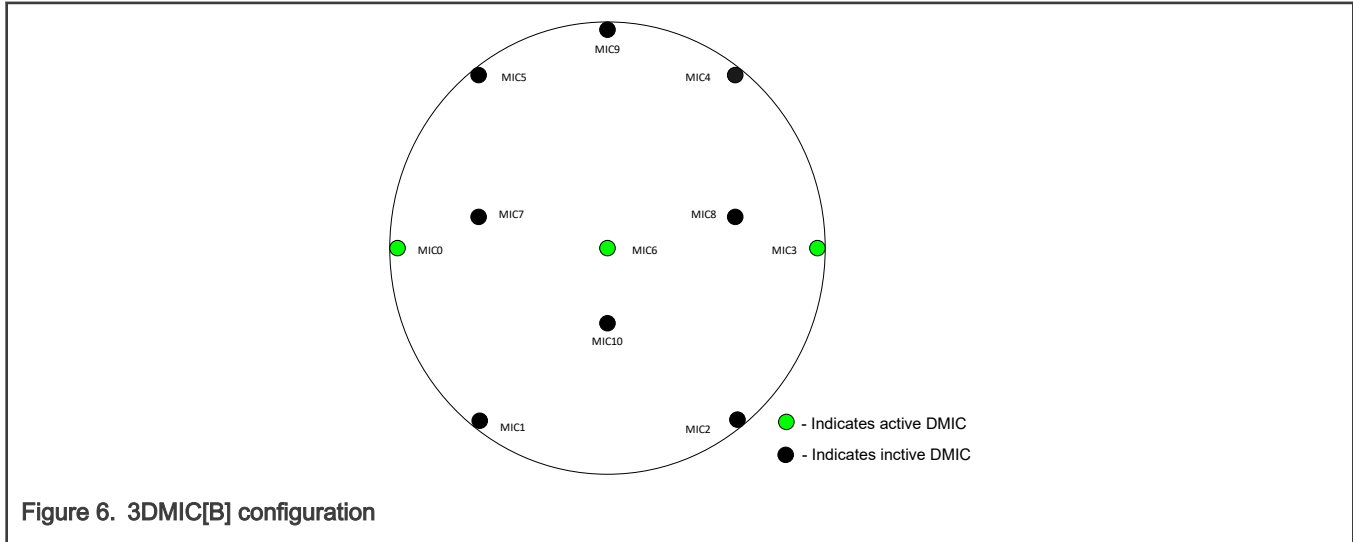 MIC9
MIC5
MIC4
MIC7
MIC8
MIC0
MIC6
MIC3
MIC10
MIC1
MIC2
- Indicates active DMIC
- Indicates inctive DMIC
Figure 6. 3DMIC[B] configuration